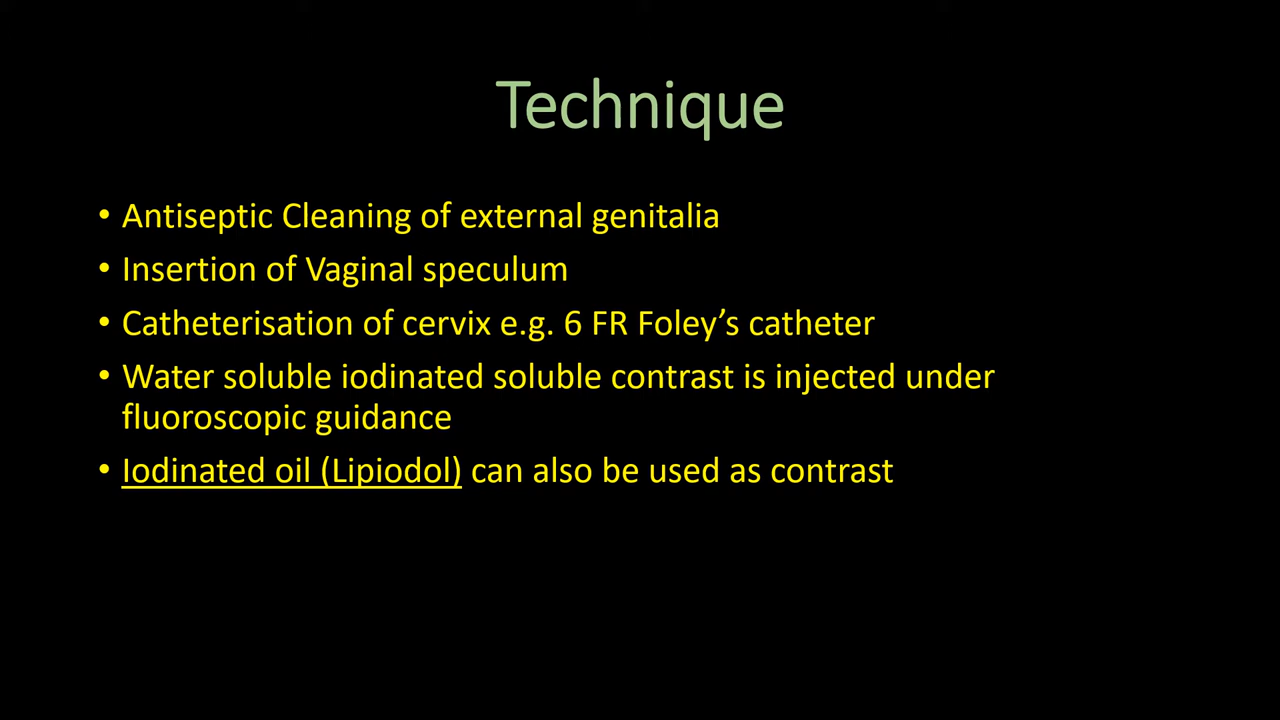 Technique
• Antiseptic Cleaning of external genitalia
• Insertion of Vaginal speculum
• Catheterisation of cervix e.g. 6 FR Foley’s catheter
• Water soluble iodinated soluble contrast is injected under
fluoroscopic guidance
• Iodinated oil (Lipiodol) can also be used as contrast